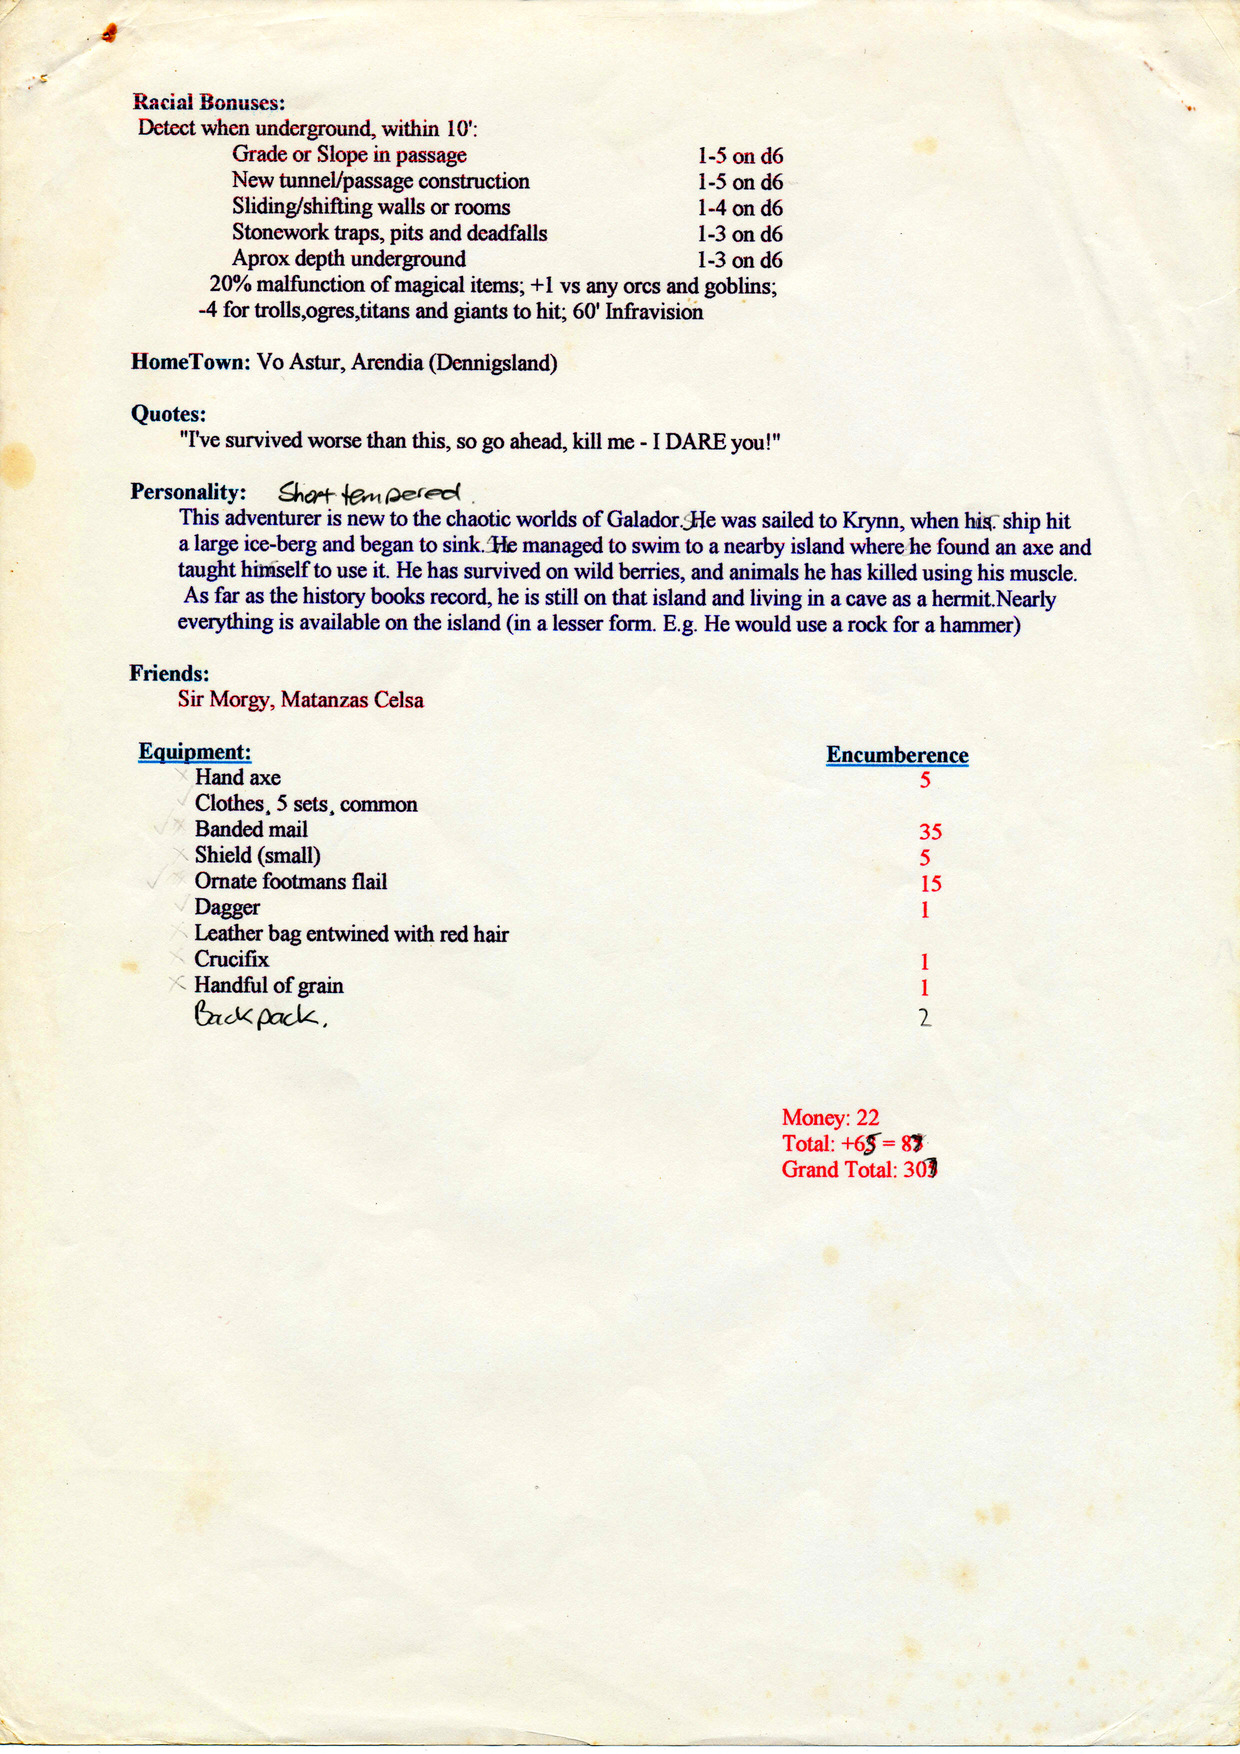 Racial Bonuses:
Detect when underground, within 10':
Grade or Slope in passage 1-5 on d6
New tunnel/passage construction 1-5 on d6
Sliding/shifting walls or rooms 1-4 on d6
Stonework traps, pits and deadfalls 1-3 on d6
Aprox depth underground 1-3 on d6
20% malfunction of magical items; +1 vs any orcs and goblins;
-4 for trolls,ogres,titans and giants to hit; 60' Infravision
HomeTown: Vo Astur, Arendia (Dennigsland)
Quotes:
"I've survived worse than this, so go ahead, kill me - I DARE you!"
Personality: Short tempered.
This adventurer is new to the chaotic worlds of Galador. He was sailed to Krynn, when his ship hit
a large ice-berg and began to sink. He managed to swim to a nearby island where he found an axe and
taught himself to use it. He has survived on wild berries, and animals he has killed using his muscle.
As far as the history books record, he is still on that island and living in a cave as a hermit.Nearly
everything is available on the island (in a lesser form. E.g. He would use a rock for a hammer)
Friends:
Sir Morgy, Matanzas Celsa
Equipment: Encumberence
Hand axe 5
Clothes, 5 sets, common
Banded mail 35
Shield (small) 5
Ornate footmans flail 15
Dagger 1
Leather bag entwined with red hair
Crucifix 1
Handful of grain 1
Backpack. 2
Money: 22
Total: +65 = 87
Grand Total: 307